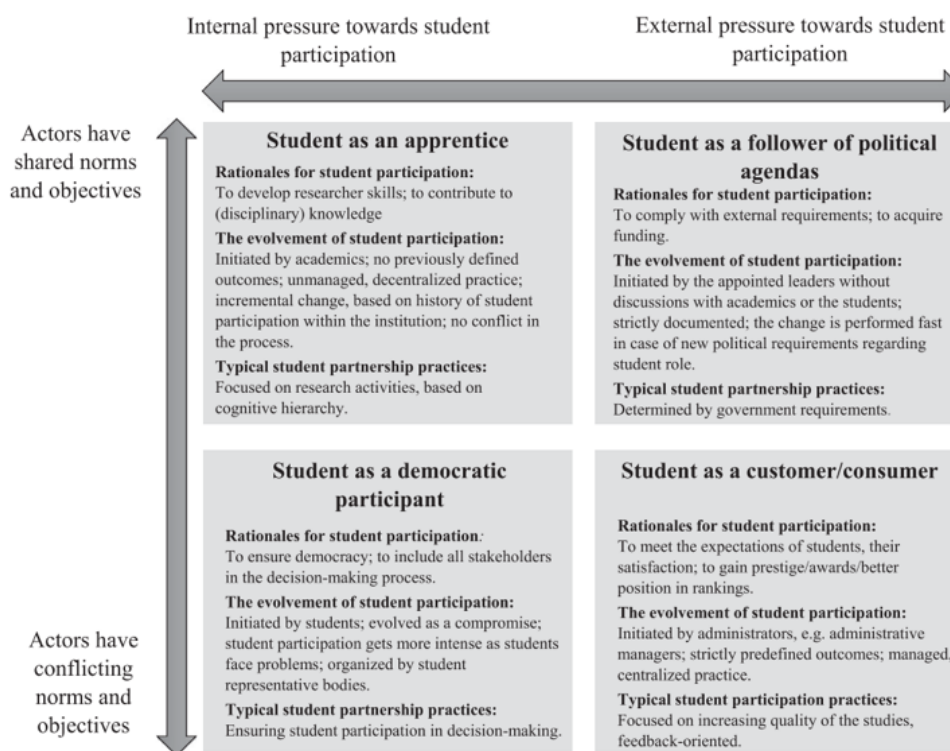 Internal pressure towards student
participation
External pressure towards student
participation
Actors have
shared norms
and objectives
Student as an apprentice
Rationales for student participation:
To develop researcher skills; to contribute to
(disciplinary) knowledge
The evolvement of student participation:
Initiated by academics; no previously defined
outcomes; unmanaged, decentralized practice;
incremental change, based on history of student
participation within the institution; no conflict in
the process.
Typical student partnership practices:
Focused on research activities, based on
cognitive hierarchy.
Student as a follower of political
agendas
Rationales for student participation:
To comply with external requirements; to acquire
funding.
The evolvement of student participation:
Initiated by the appointed leaders without
discussions with academics or the students;
strictly documented; the change is performed fast
in case of new political requirements regarding
student role.
Typical student partnership practices:
Determined by government requirements.
Actors have
conflicting
norms and
objectives
Student as a democratic
participant
Rationales for student participation:
To ensure democracy; to include all stakeholders
in the decision-making process.
The evolvement of student participation:
Initiated by students; evolved as a compromise;
student participation gets more intense as students
face problems; organized by student
representative bodies.
Typical student partnership practices:
Ensuring student participation in decision-making.
Student as a customer/consumer
Rationales for student participation:
To meet the expectations of students, their
satisfaction; to gain prestige/awards/better
position in rankings.
The evolvement of student participation:
Initiated by administrators, e.g. administrative
managers; strictly predefined outcomes; managed,
centralized practice.
Typical student participation practices:
Focused on increasing quality of the studies,
feedback-oriented.